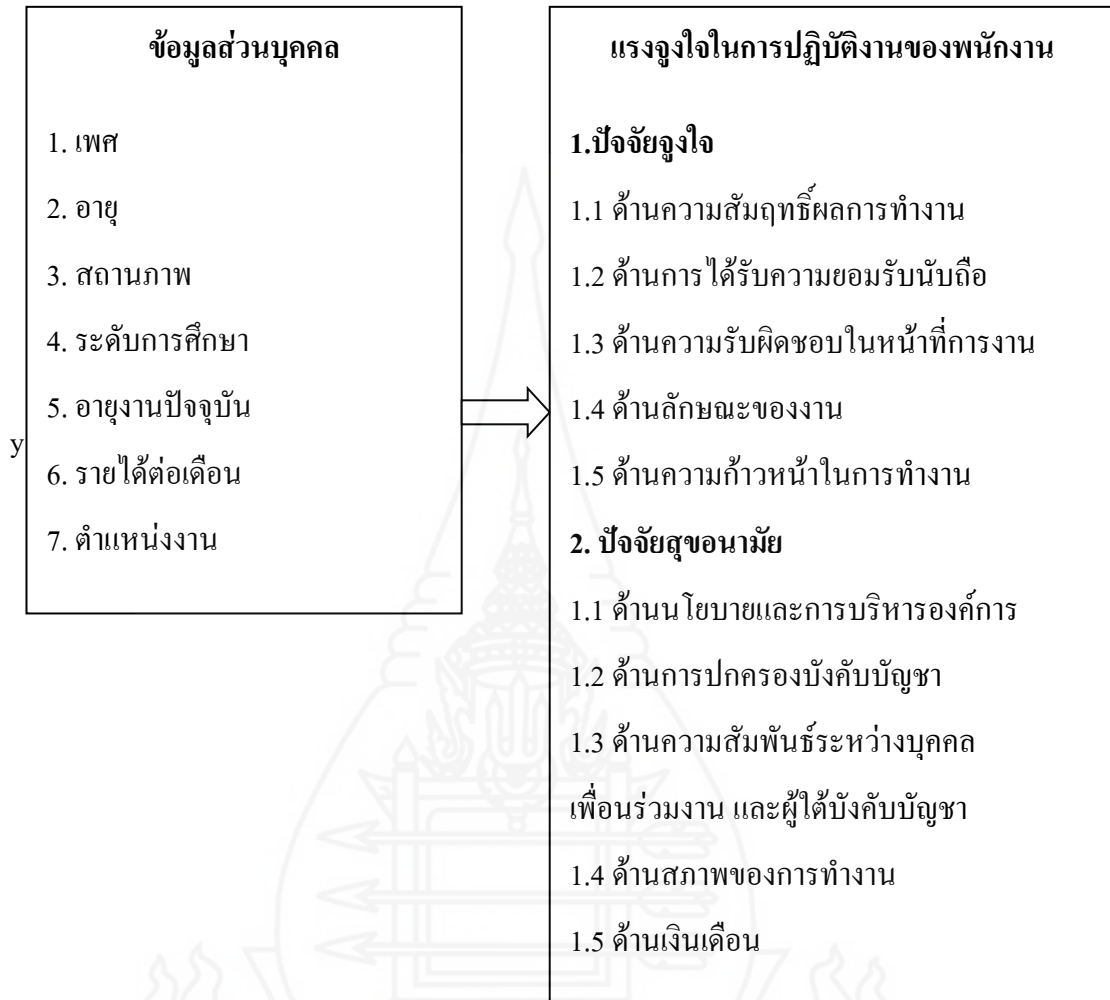 ข้อมูลส่วนบุคคล
1. เพศ
2. อายุ
3. สถานภาพ
4. ระดับการศึกษา
5. อายุงานปัจจุบัน
y
6. รายได้ต่อเดือน
7. ตำแหน่งงาน
แรงจูงใจในการปฏิบัติงานของพนักงาน
1.ปัจจัยจูงใจ
1.1 ด้านความสัมฤทธิ์ผลการทำงาน
1.2 ด้านการได้รับความยอมรับนับถือ
1.3 ด้านความรับผิดชอบในหน้าที่การงาน
1.4 ด้านลักษณะของงาน
1.5 ด้านความก้าวหน้าในการทำงาน
2. ปัจจัยสุขอนามัย
1.1 ด้านนโยบายและการบริหารองค์การ
1.2 ด้านการปกครองบังคับบัญชา
1.3 ด้านความสัมพันธ์ระหว่างบุคคล
เพื่อนร่วมงาน และผู้ใต้บังคับบัญชา
1.4 ด้านสภาพของการทำงาน
1.5 ด้านเงินเดือน